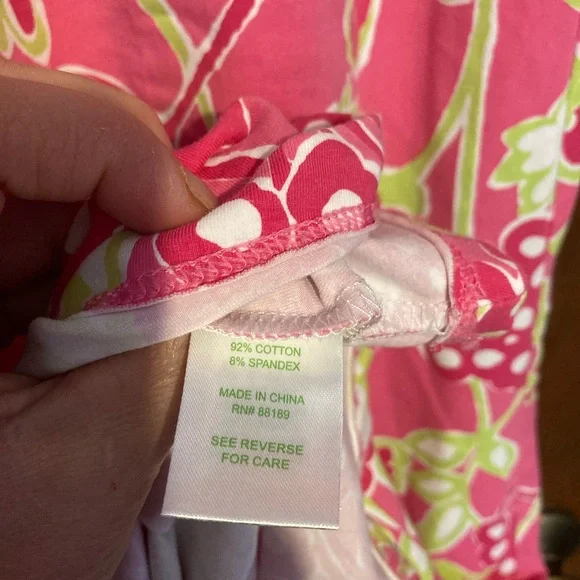 92% COTTON
8% SPANDEX
MADE IN CHINA
RN# 88189
SEE REVERSE
FOR CARE